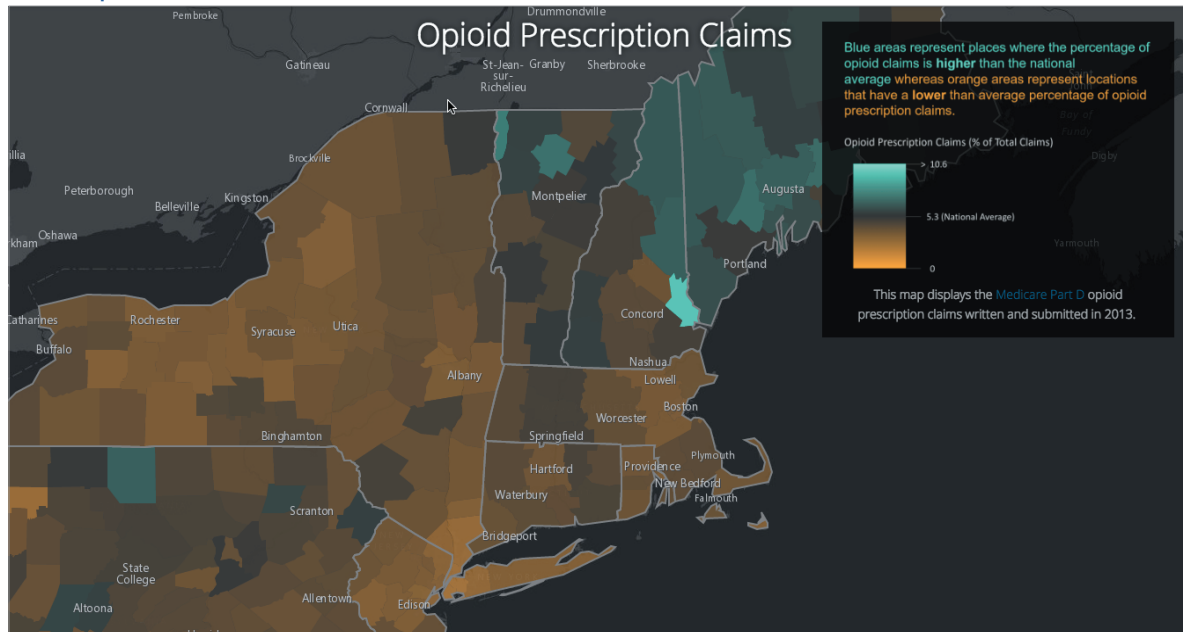 Opioid Prescription Claims
Blue areas represent places where the percentage of
opioid claims is higher than the national
average whereas orange areas represent locations
that have a lower than average percentage of opioid
prescription claims.
Opioid Prescription Claims (% of Total Claims)
> 10.6
5.3 (National Average)
0
This map displays the Medicare Part D opioid
prescription claims written and submitted in 2013.
Pembroke
Drummondville
Gatineau
St-Jean-
sur-
Richelieu
Granby
Sherbrooke
Cornwall
Bay of
Fundy
Digby
Brockville
Peterborough
Kingston
Belleville
Montpelier
Augusta
Oshawa
Yarmouth
Portland
Rochester
Syracuse
Utica
Concord
Buffalo
Nashua
Albany
Lowell
Boston
Worcester
Binghamton
Springfield
Plymouth
Hartford
Providence
New Bedford
Waterbury
Falmouth
Scranton
Bridgeport
State
College
Allentown
Edison
Altoona